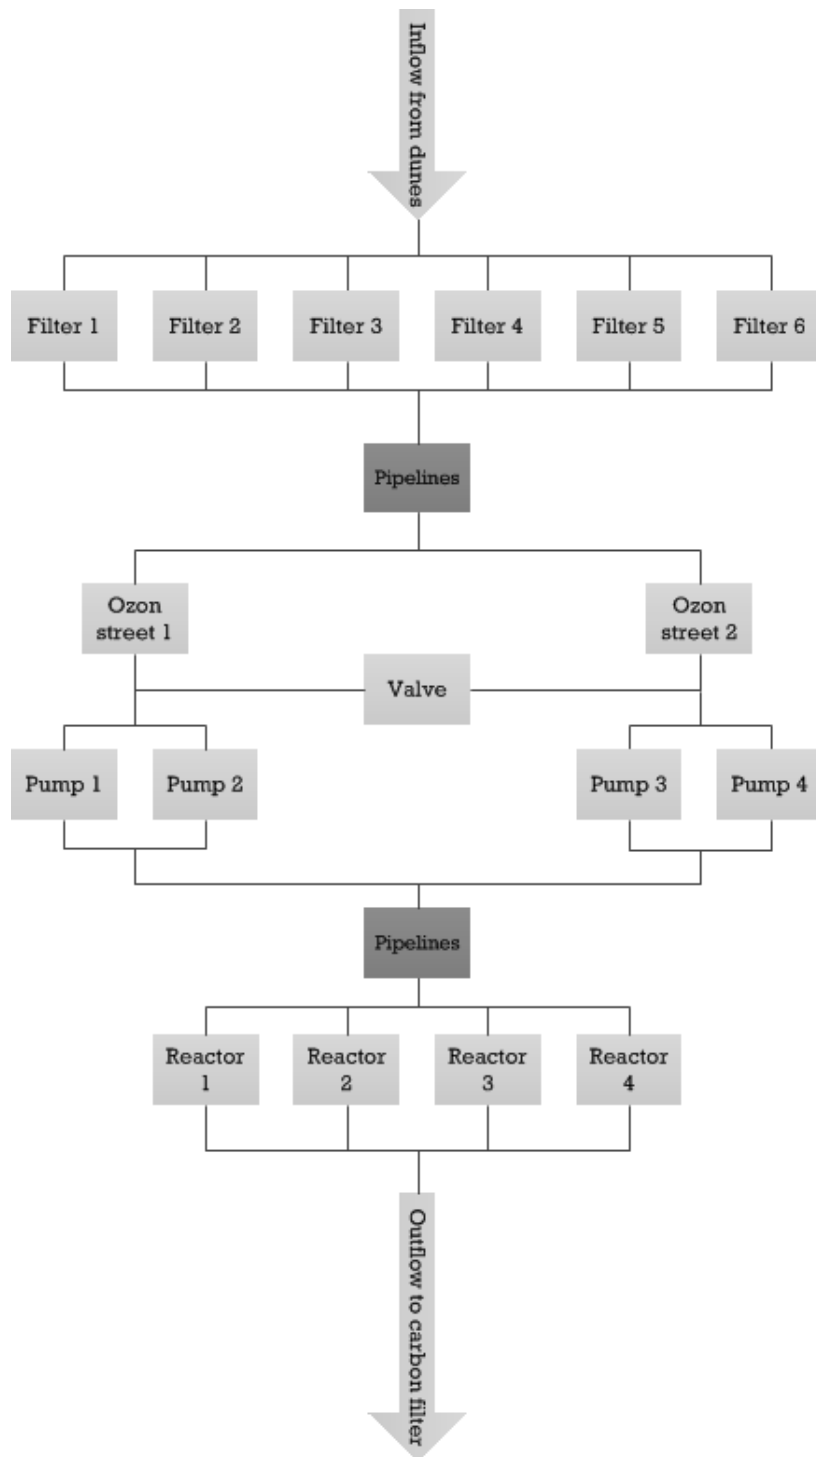 Inflow from dunes
Filter 1
Filter 2
Filter 3
Filter 4
Filter 5
Filter 6
Pipelines
Ozon
street 1
Ozon
street 2
Valve
Pump 1
Pump 2
Pump 3
Pump 4
Pipelines
Reactor
1
Reactor
2
Reactor
3
Reactor
4
Outflow to carbon filter